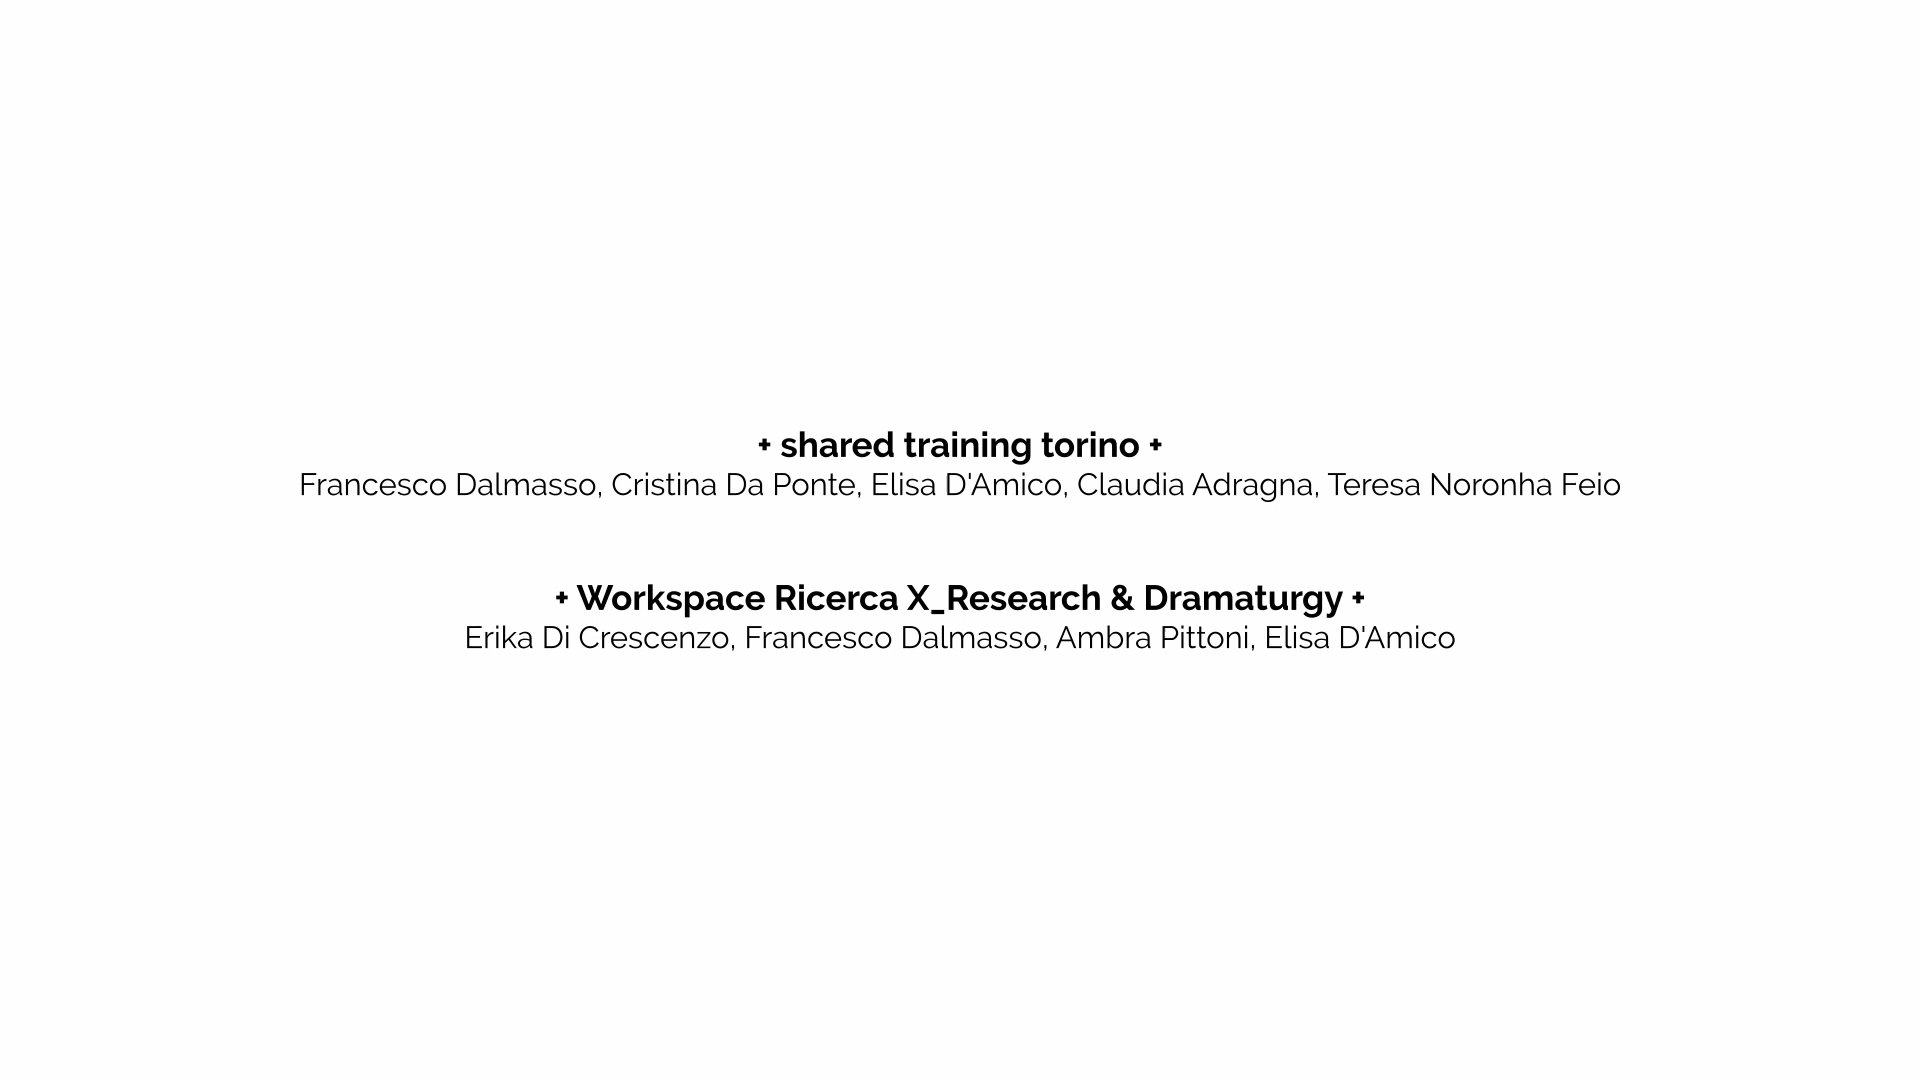 + shared training torino +
Francesco Dalmasso, Cristina Da Ponte, Elisa D'Amico, Claudia Adragna, Teresa Noronha Feio
+ Workspace Ricerca X_Research & Dramaturgy +
Erika Di Crescenzo, Francesco Dalmasso, Ambra Pittoni, Elisa D'Amico